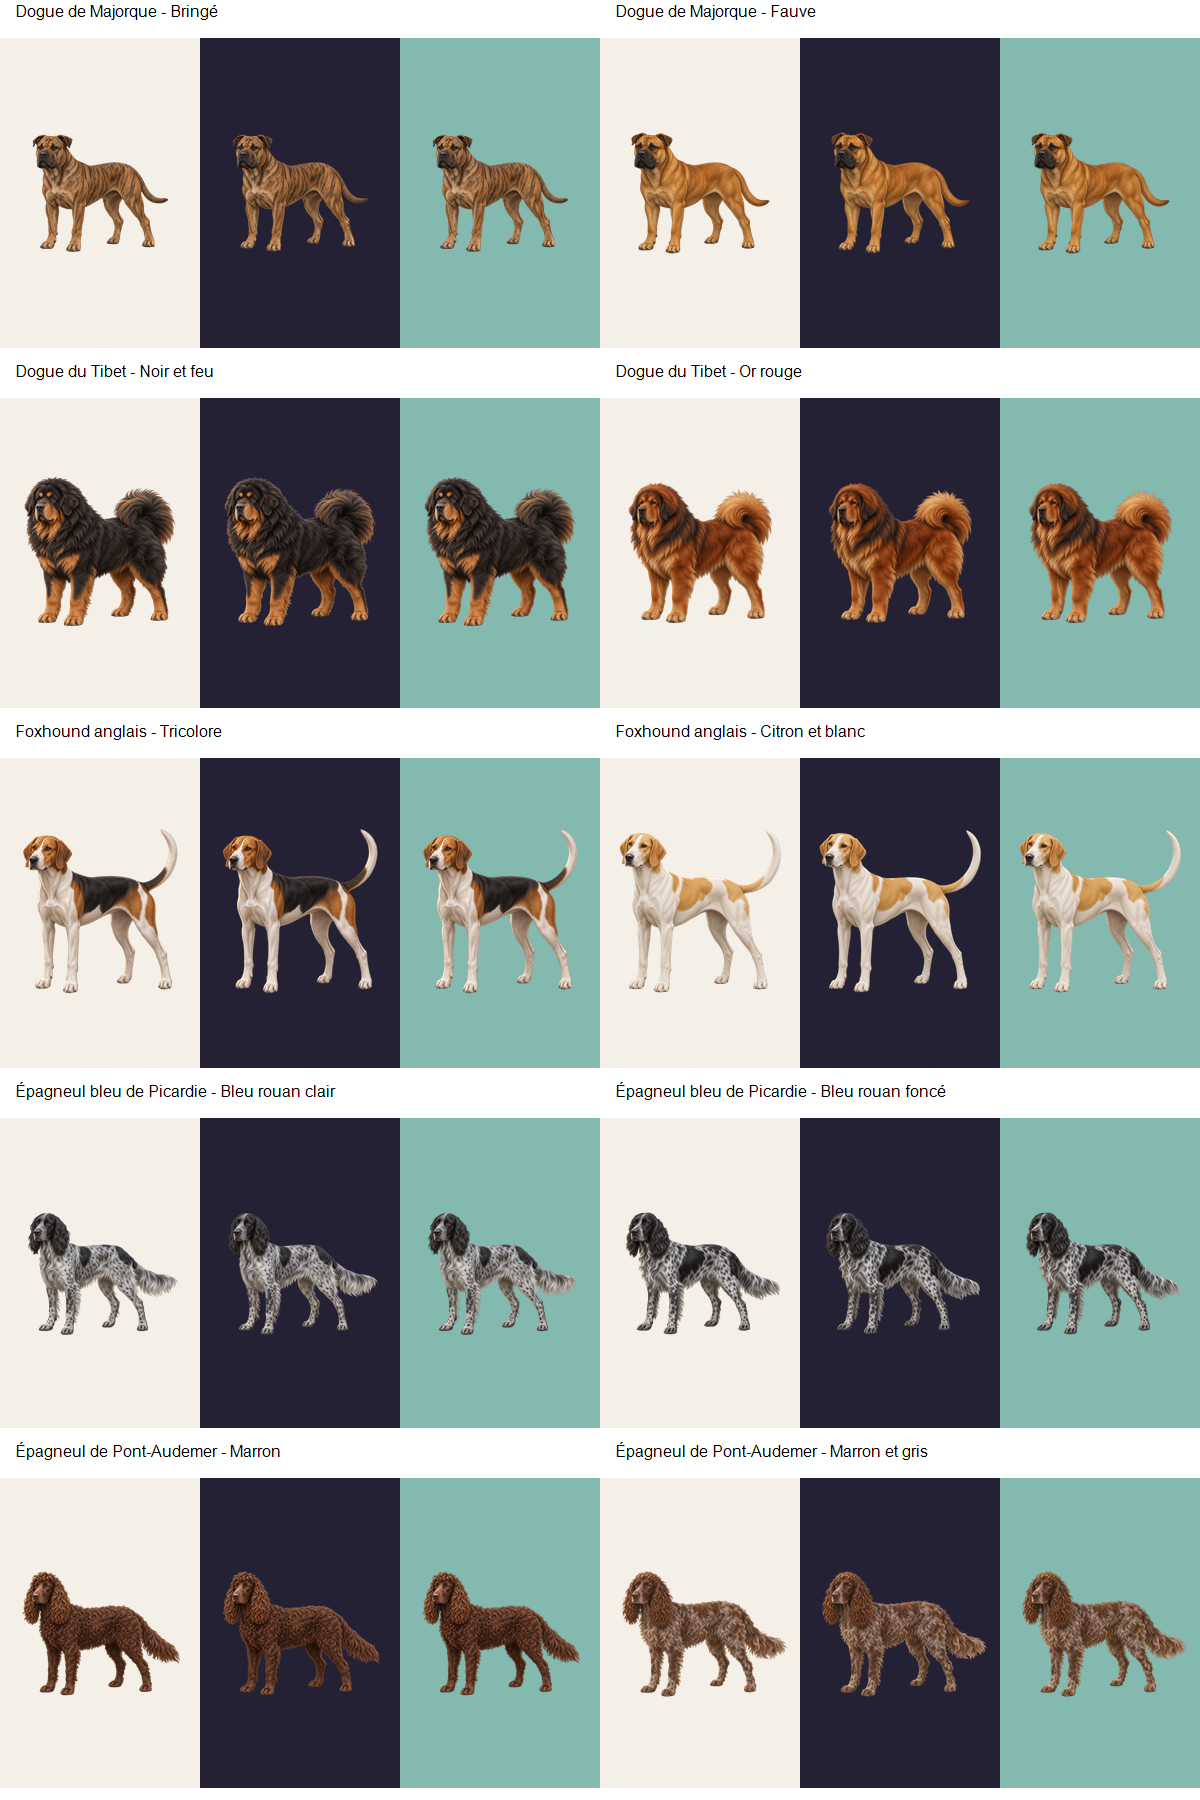 Dogue de Majorque - Bringé
Dogue de Majorque - Fauve
Dogue du Tibet - Noir et feu
Dogue du Tibet - Or rouge
Foxhound anglais - Tricolore
Foxhound anglais - Citron et blanc
Épagneul bleu de Picardie - Bleu rouan clair
Épagneul bleu de Picardie - Bleu rouan foncé
Épagneul de Pont-Audemer - Marron
Épagneul de Pont-Audemer - Marron et gris